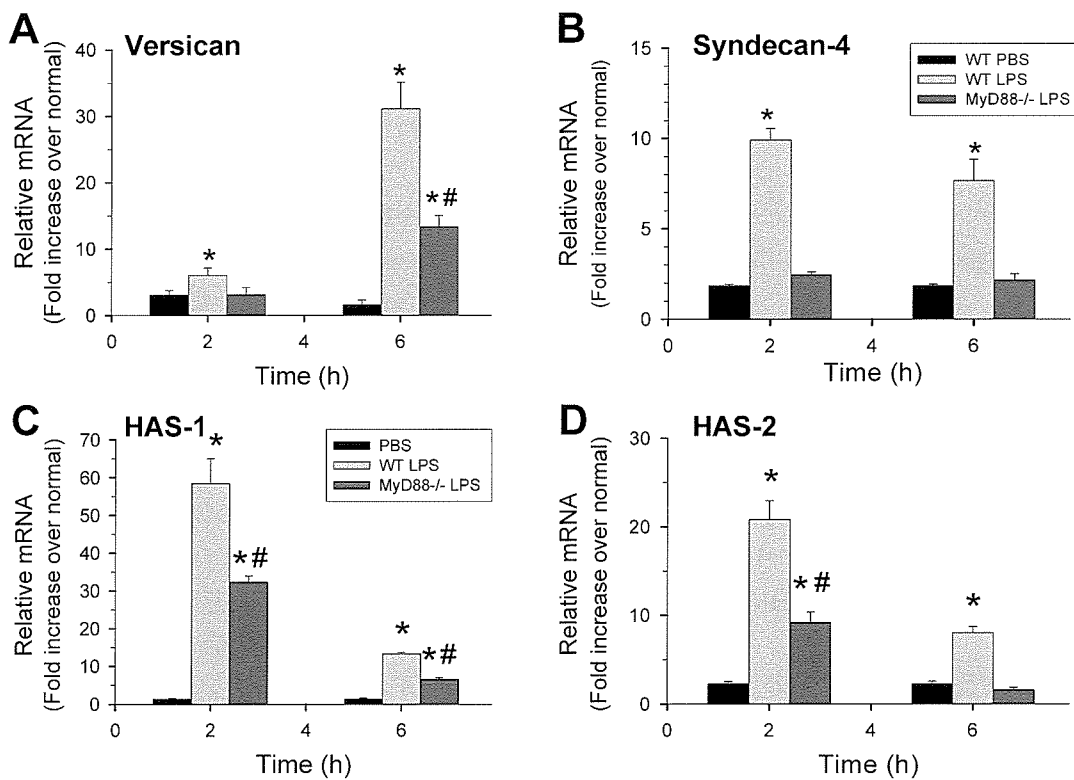 A
Versican
Relative mRNA
(Fold increase over normal)
40
30
20
10
0
*
*
*#
0
2
4
6
Time (h)
B
Syndecan-4
WT PBS
WT LPS
MyD88-/- LPS
Relative mRNA
(Fold increase over normal)
15
10
5
0
*
*
0
2
4
6
Time (h)
C
HAS-1
PBS
WT LPS
MyD88-/- LPS
Relative mRNA
(Fold increase over normal)
70
60
50
40
30
20
10
0
*
*#
*
*#
0
2
4
6
Time (h)
D
HAS-2
Relative mRNA
(Fold increase over normal)
30
20
10
0
*
*#
*
0
2
4
6
Time (h)